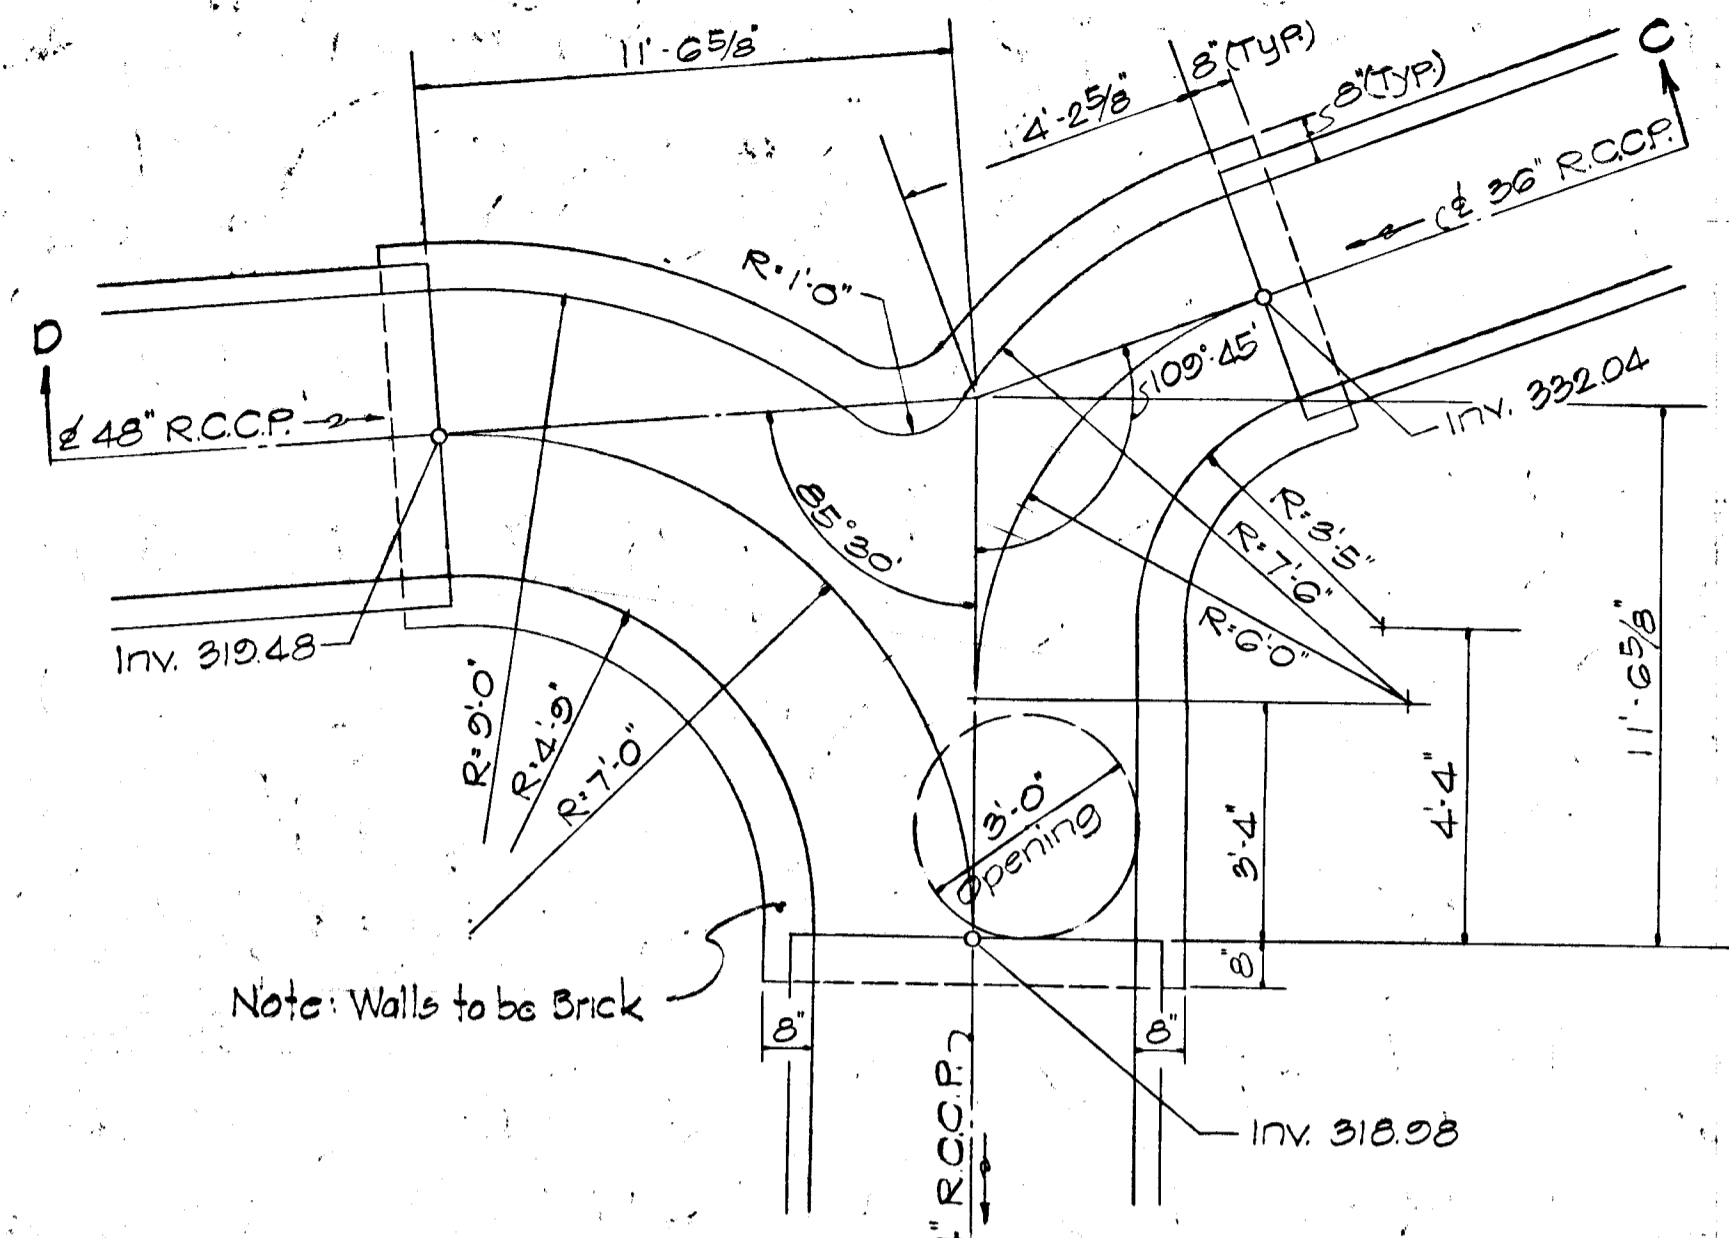 11'-6 5/8"
8" (TYP.)
C
4'-2 5/8"
8" (TYP.)
℄ 36" R.C.C.P.
R=1'-0"
D
109°-45'
Inv. 332.04
℄ 48" R.C.C.P.
85°30'
R=3'-5"
R=7'-6"
R=6'-0"
Inv. 319.48
11'-6 5/8"
R=9'-0"
R=4'-9"
R=7'-0"
3'-0"
Opening
3'-4"
4'-4"
8"
Note: Walls to be Brick
8"
8"
" R.C.C.P.
Inv. 318.98